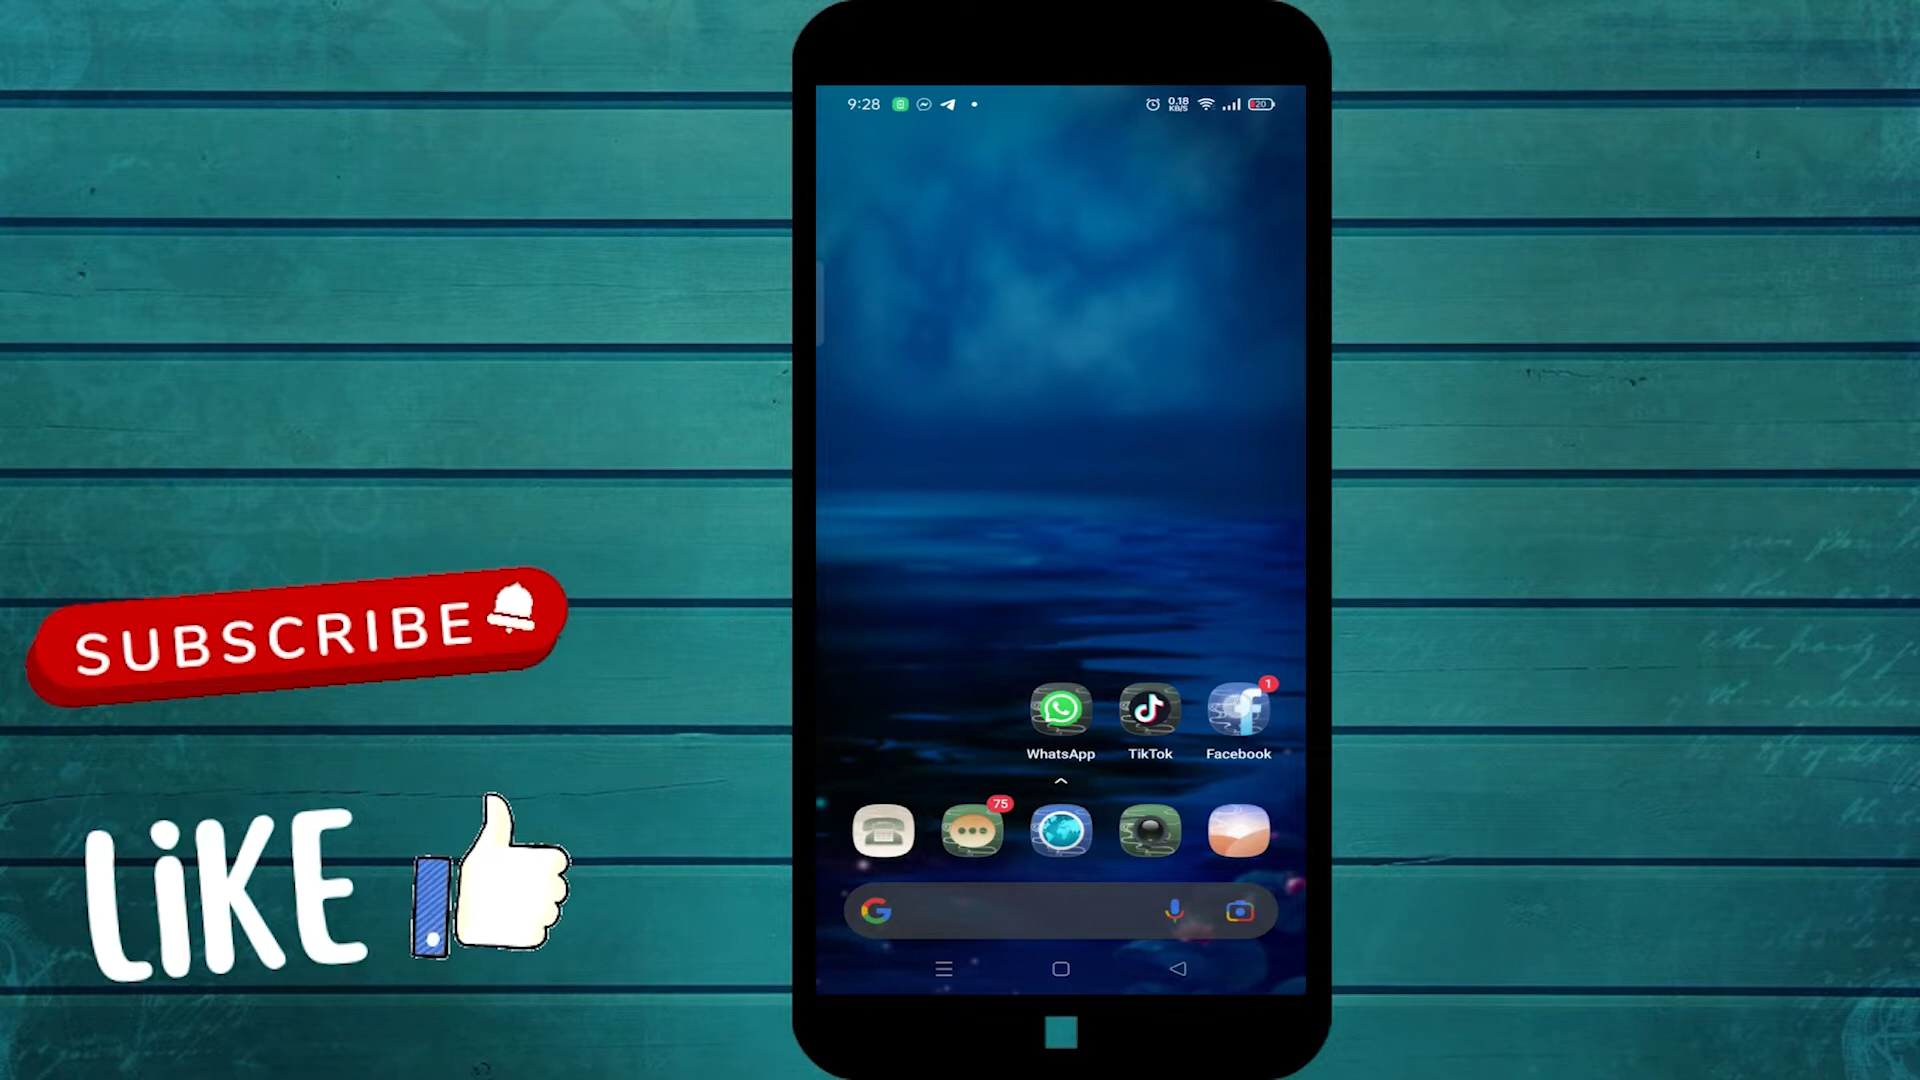 9:28
0.18
KB/S
20
SUBSCRIBE
1
WhatsApp
TikTok
Facebook
75
LiKE